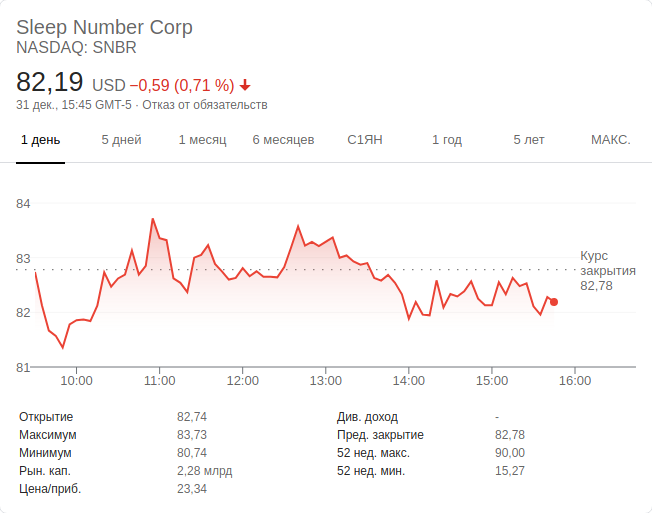 Sleep Number Corp
NASDAQ: SNBR
82,19 USD −0,59 (0,71 %)
31 дек., 15:45 GMT-5 · Отказ от обязательств
1 день 5 дней 1 месяц 6 месяцев С1ЯН 1 год 5 лет МАКС.
84
83
82
81
Курс
закрытия
82,78
10:00 11:00 12:00 13:00 14:00 15:00 16:00
Открытие 82,74 Див. доход -
Максимум 83,73 Пред. закрытие 82,78
Минимум 80,74 52 нед. макс. 90,00
Рын. кап. 2,28 млрд 52 нед. мин. 15,27
Цена/приб. 23,34